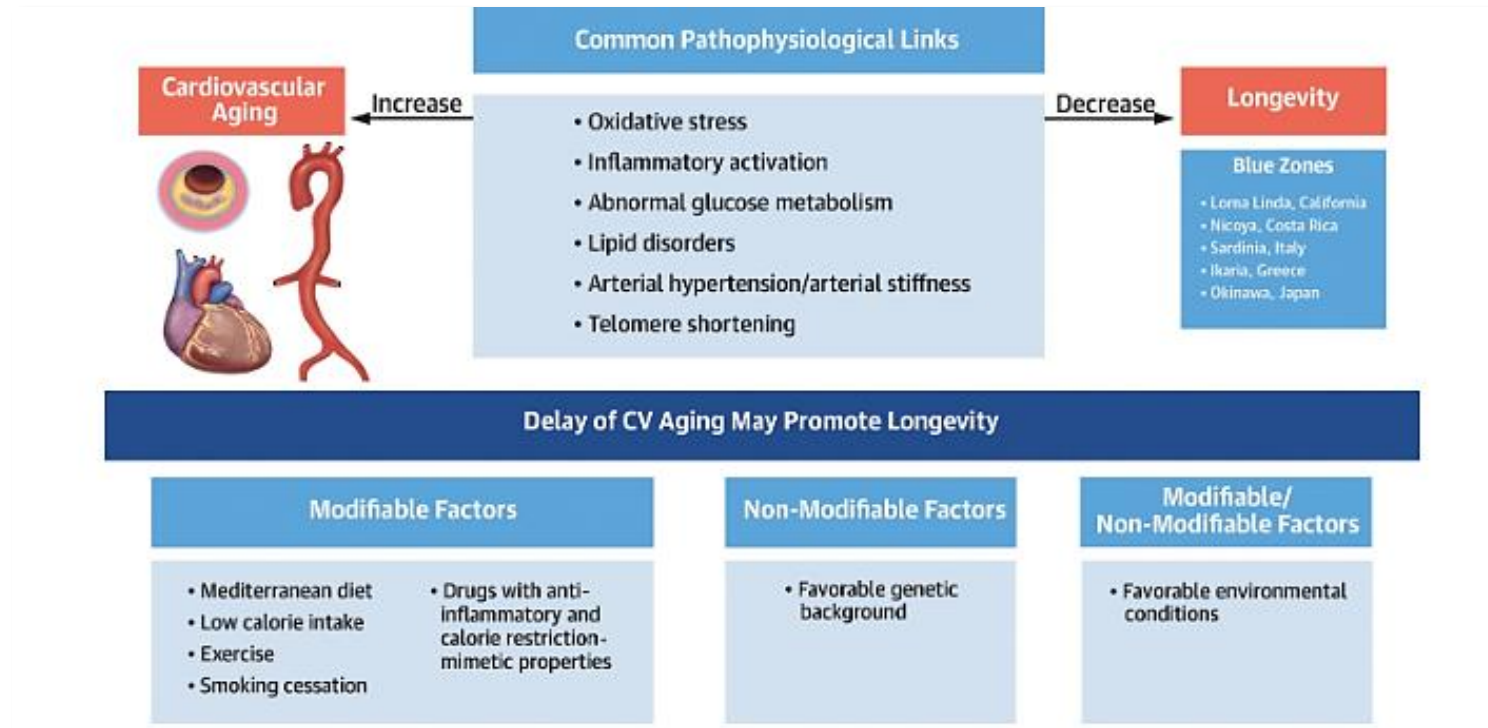 Common Pathophysiological Links
Cardiovascular
Aging
Increase
• Oxidative stress
• Inflammatory activation
• Abnormal glucose metabolism
• Lipid disorders
• Arterial hypertension/arterial stiffness
• Telomere shortening
Decrease
Longevity
Blue Zones
• Loma Linda, California
• Nicoya, Costa Rica
• Sardinia, Italy
• Ikaria, Greece
• Okinawa, Japan
Delay of CV Aging May Promote Longevity
Modifiable Factors
• Mediterranean diet
• Low calorie intake
• Exercise
• Smoking cessation
• Drugs with anti-
inflammatory and
calorie restriction-
mimetic properties
Non-Modifiable Factors
• Favorable genetic
background
Modifiable/
Non-Modifiable Factors
• Favorable environmental
conditions